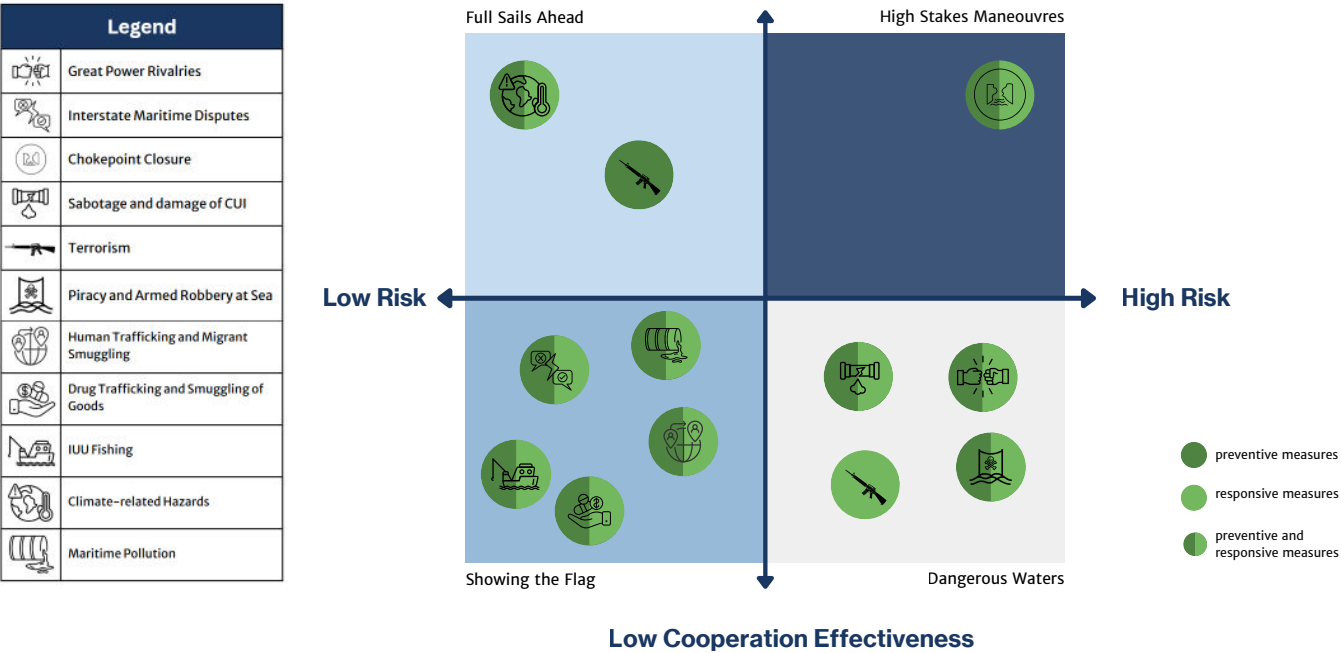 Legend
Great Power Rivalries
Interstate Maritime Disputes
Chokepoint Closure
Sabotage and damage of CUI
Terrorism
Piracy and Armed Robbery at Sea
Human Trafficking and Migrant
Smuggling
Drug Trafficking and Smuggling of
Goods
IUU Fishing
Climate-related Hazards
Maritime Pollution
Full Sails Ahead
High Stakes Maneouvres
Low Risk
High Risk
Showing the Flag
Dangerous Waters
Low Cooperation Effectiveness
preventive measures
responsive measures
preventive and
responsive measures